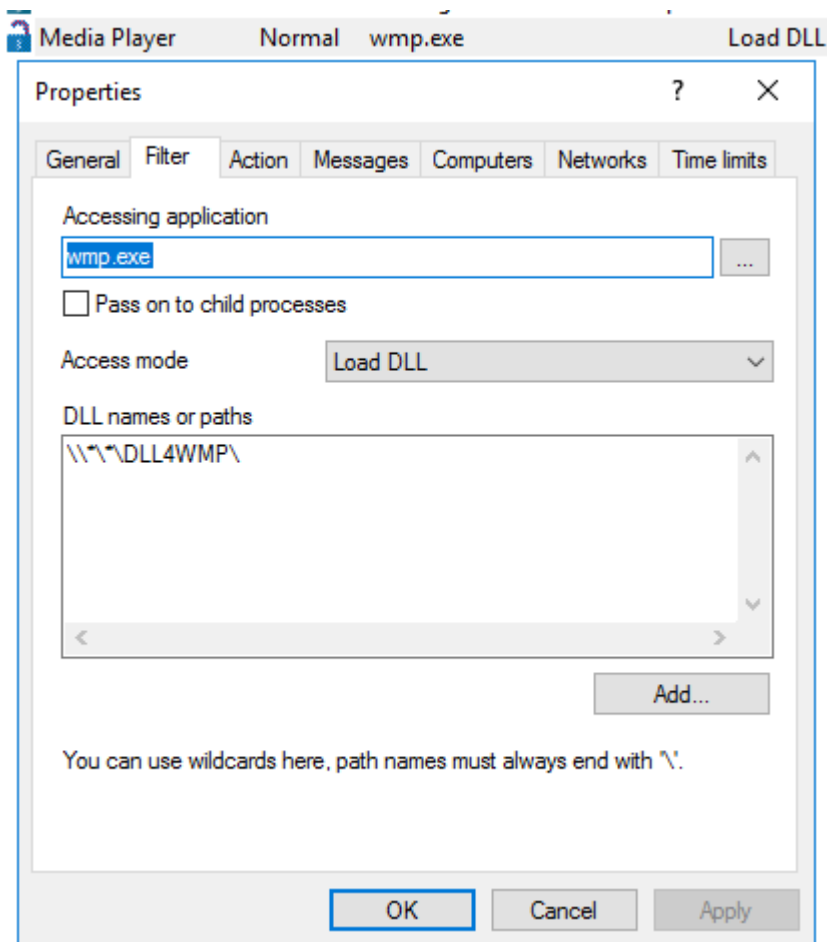 Media Player Normal wmp.exe Load DLL
Properties ?
General Filter Action Messages Computers Networks Time limits
Accessing application
wmp.exe ...
Pass on to child processes
Access mode Load DLL
DLL names or paths
\\*\*\DLL4WMP\
Add...
You can use wildcards here, path names must always end with '\'.
OK Cancel Apply